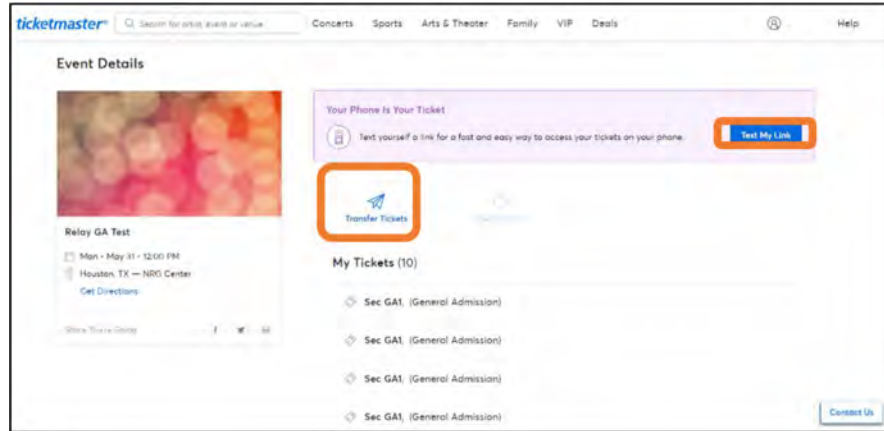 ticketmaster®
Search for artist, event or venue
Concerts Sports Arts & Theater Family VIP Deals
Help
Event Details
Your Phone Is Your Ticket
Text yourself a link for a fast and easy way to access your tickets on your phone.
Text My Link
Transfer Tickets
Relay GA Test
Mon • May 31 • 12:00 PM
Houston, TX — NRG Center
Get Directions
My Tickets (10)
Sec GA1, (General Admission)
Sec GA1, (General Admission)
Sec GA1, (General Admission)
Sec GA1, (General Admission)
Contact Us